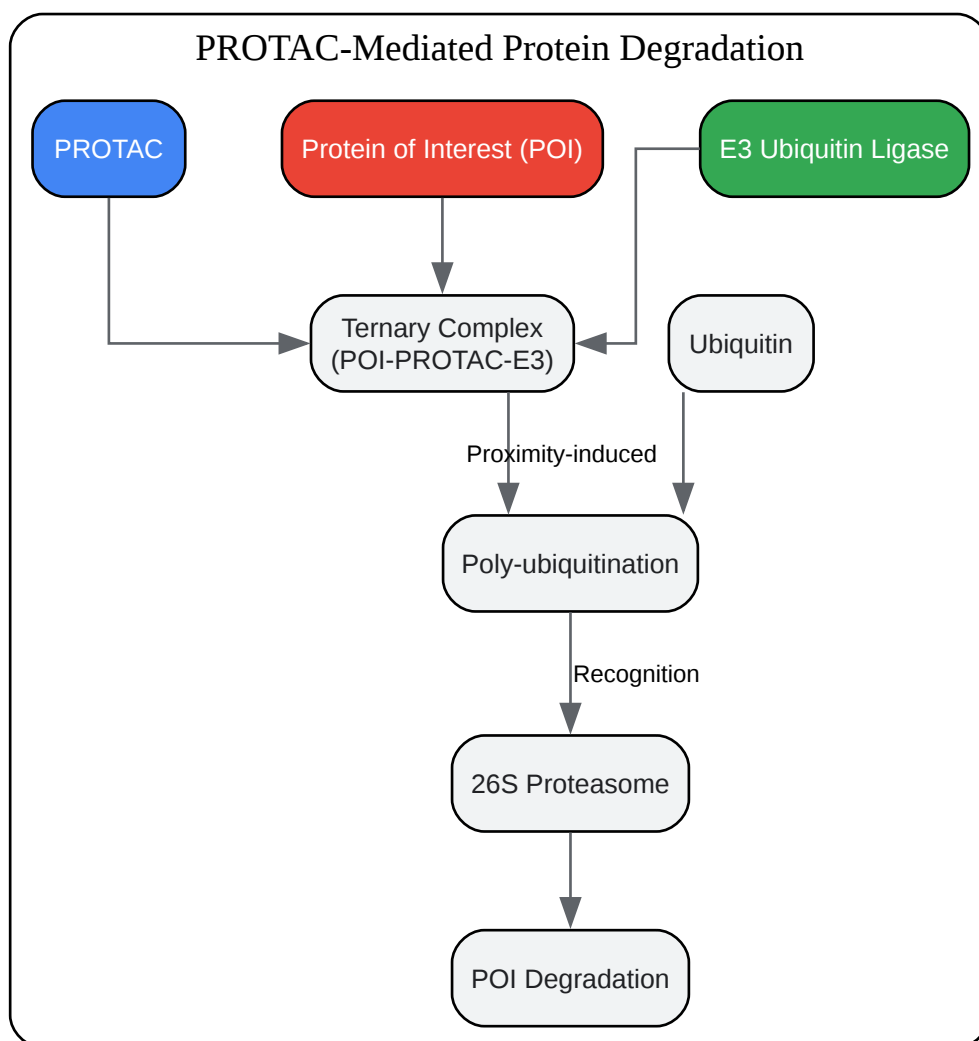 PROTAC-Mediated Protein Degradation
PROTAC
Protein of Interest (POI)
E3 Ubiquitin Ligase
Ternary Complex
(POI-PROTAC-E3)
Ubiquitin
Proximity-induced
Poly-ubiquitination
Recognition
26S Proteasome
POI Degradation